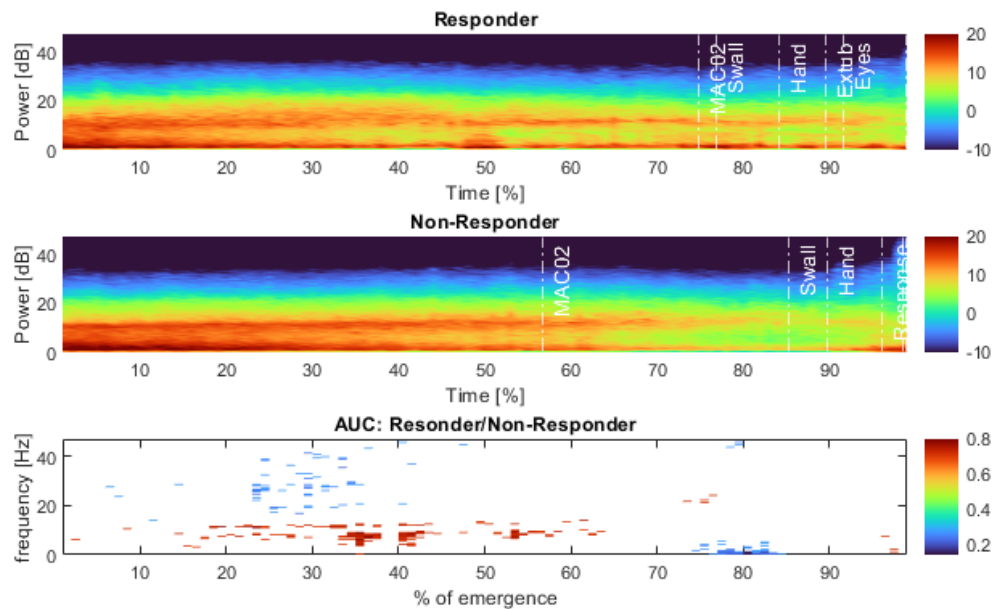 Responder
Power [dB]
40
20
0
MAC02
Swall
Hand
Extub
Eyes
20
10
0
-10
10 20 30 40 50 60 70 80 90
Time [%]
Non-Responder
Power [dB]
40
20
0
MAC02
Swall
Hand
Response
20
10
0
-10
10 20 30 40 50 60 70 80 90
Time [%]
AUC: Resonder/Non-Responder
frequency [Hz]
40
20
0
0.8
0.6
0.4
0.2
10 20 30 40 50 60 70 80 90
% of emergence